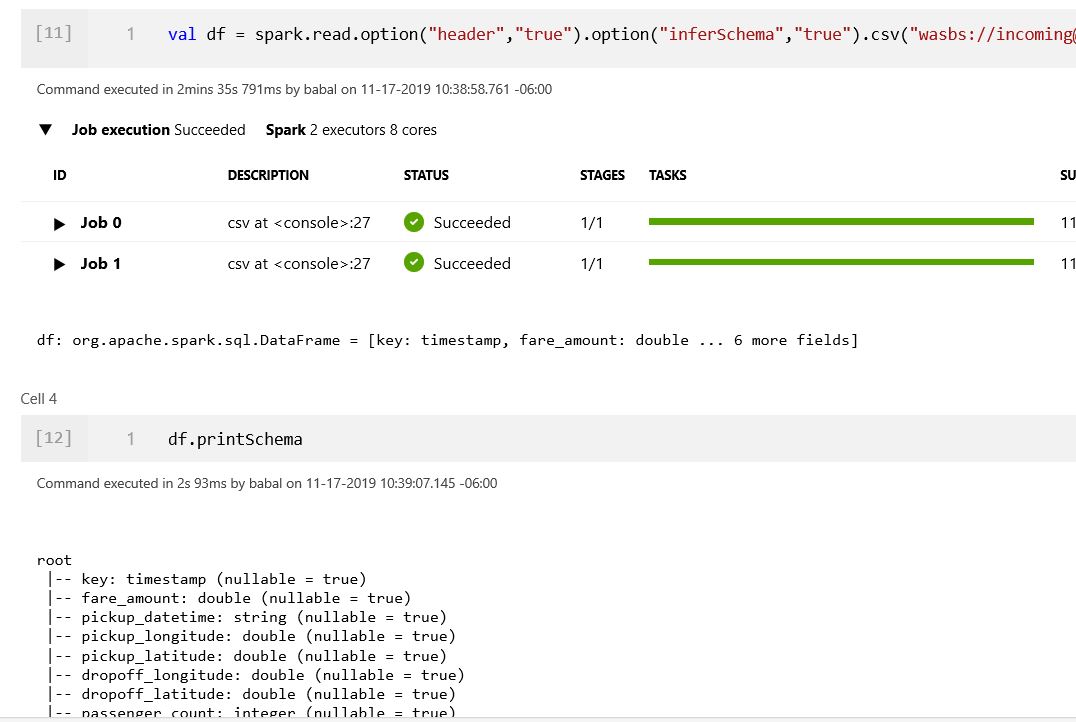 [11] 1 val df = spark.read.option("header","true").option("inferSchema","true").csv("wasbs://incoming@
Command executed in 2mins 35s 791ms by babal on 11-17-2019 10:38:58.761 -06:00
▼ Job execution Succeeded Spark 2 executors 8 cores
ID DESCRIPTION STATUS STAGES TASKS SU
▶ Job 0 csv at <console>:27 Succeeded 1/1 11
▶ Job 1 csv at <console>:27 Succeeded 1/1 11
df: org.apache.spark.sql.DataFrame = [key: timestamp, fare_amount: double ... 6 more fields]
Cell 4
[12] 1 df.printSchema
Command executed in 2s 93ms by babal on 11-17-2019 10:39:07.145 -06:00
root
|-- key: timestamp (nullable = true)
|-- fare_amount: double (nullable = true)
|-- pickup_datetime: string (nullable = true)
|-- pickup_longitude: double (nullable = true)
|-- pickup_latitude: double (nullable = true)
|-- dropoff_longitude: double (nullable = true)
|-- dropoff_latitude: double (nullable = true)
|-- passenger_count: integer (nullable = true)